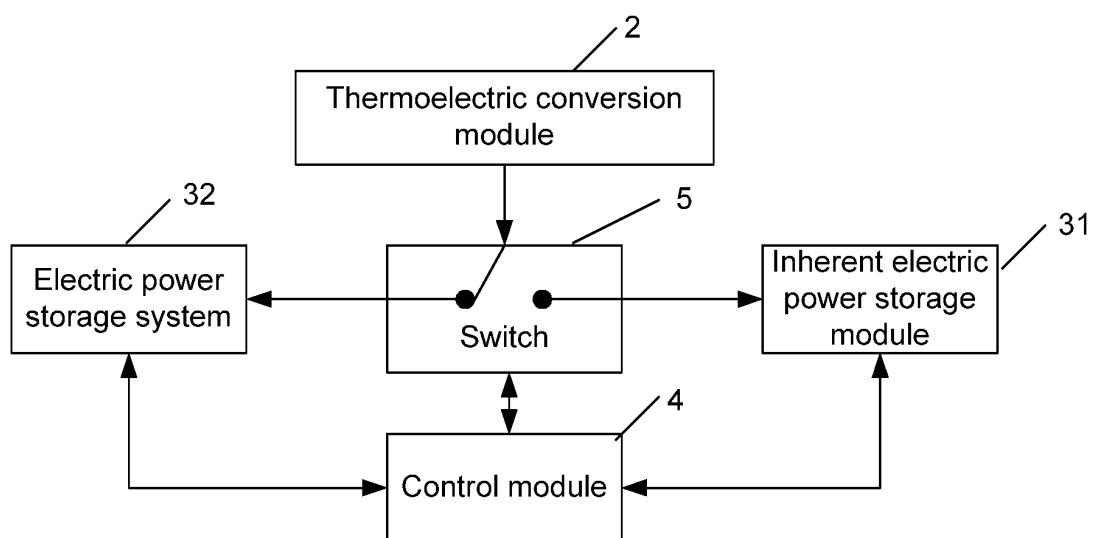 2
Thermoelectric conversion
module
32
5
31
Electric power
storage system
Switch
Inherent electric
power storage
module
4
Control module